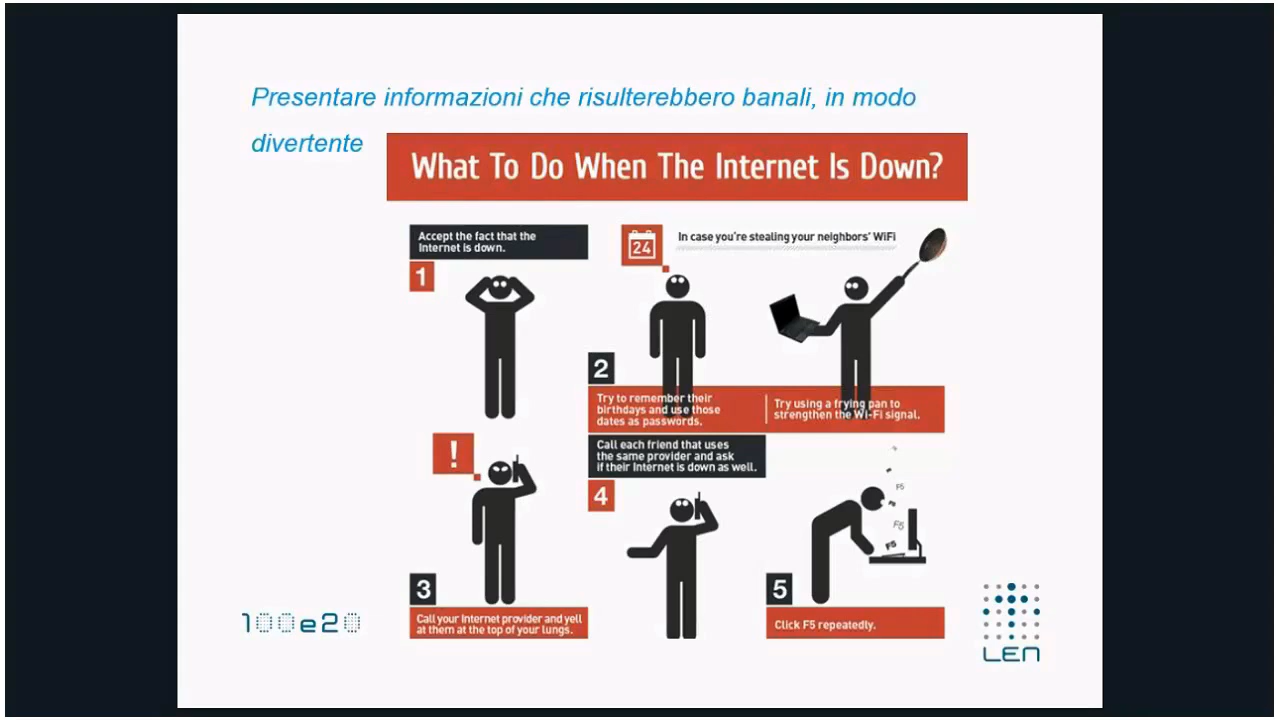 Presentare informazioni che risulterebbero banali, in modo
divertente
What To Do When The Internet Is Down?
Accept the fact that the
Internet is down.
1
24
In case you're stealing your neighbors' WiFi
2
Try to remember their
birthdays and use those
dates as passwords.
Try using a frying pan to
strengthen the Wi-Fi signal.
!
3
Call your Internet provider and yell
at them at the top of your lungs.
Call each friend that uses
the same provider and ask
if their Internet is down as well.
4
F5
F5
F5
F5
5
Click F5 repeatedly.
100e20
LEN